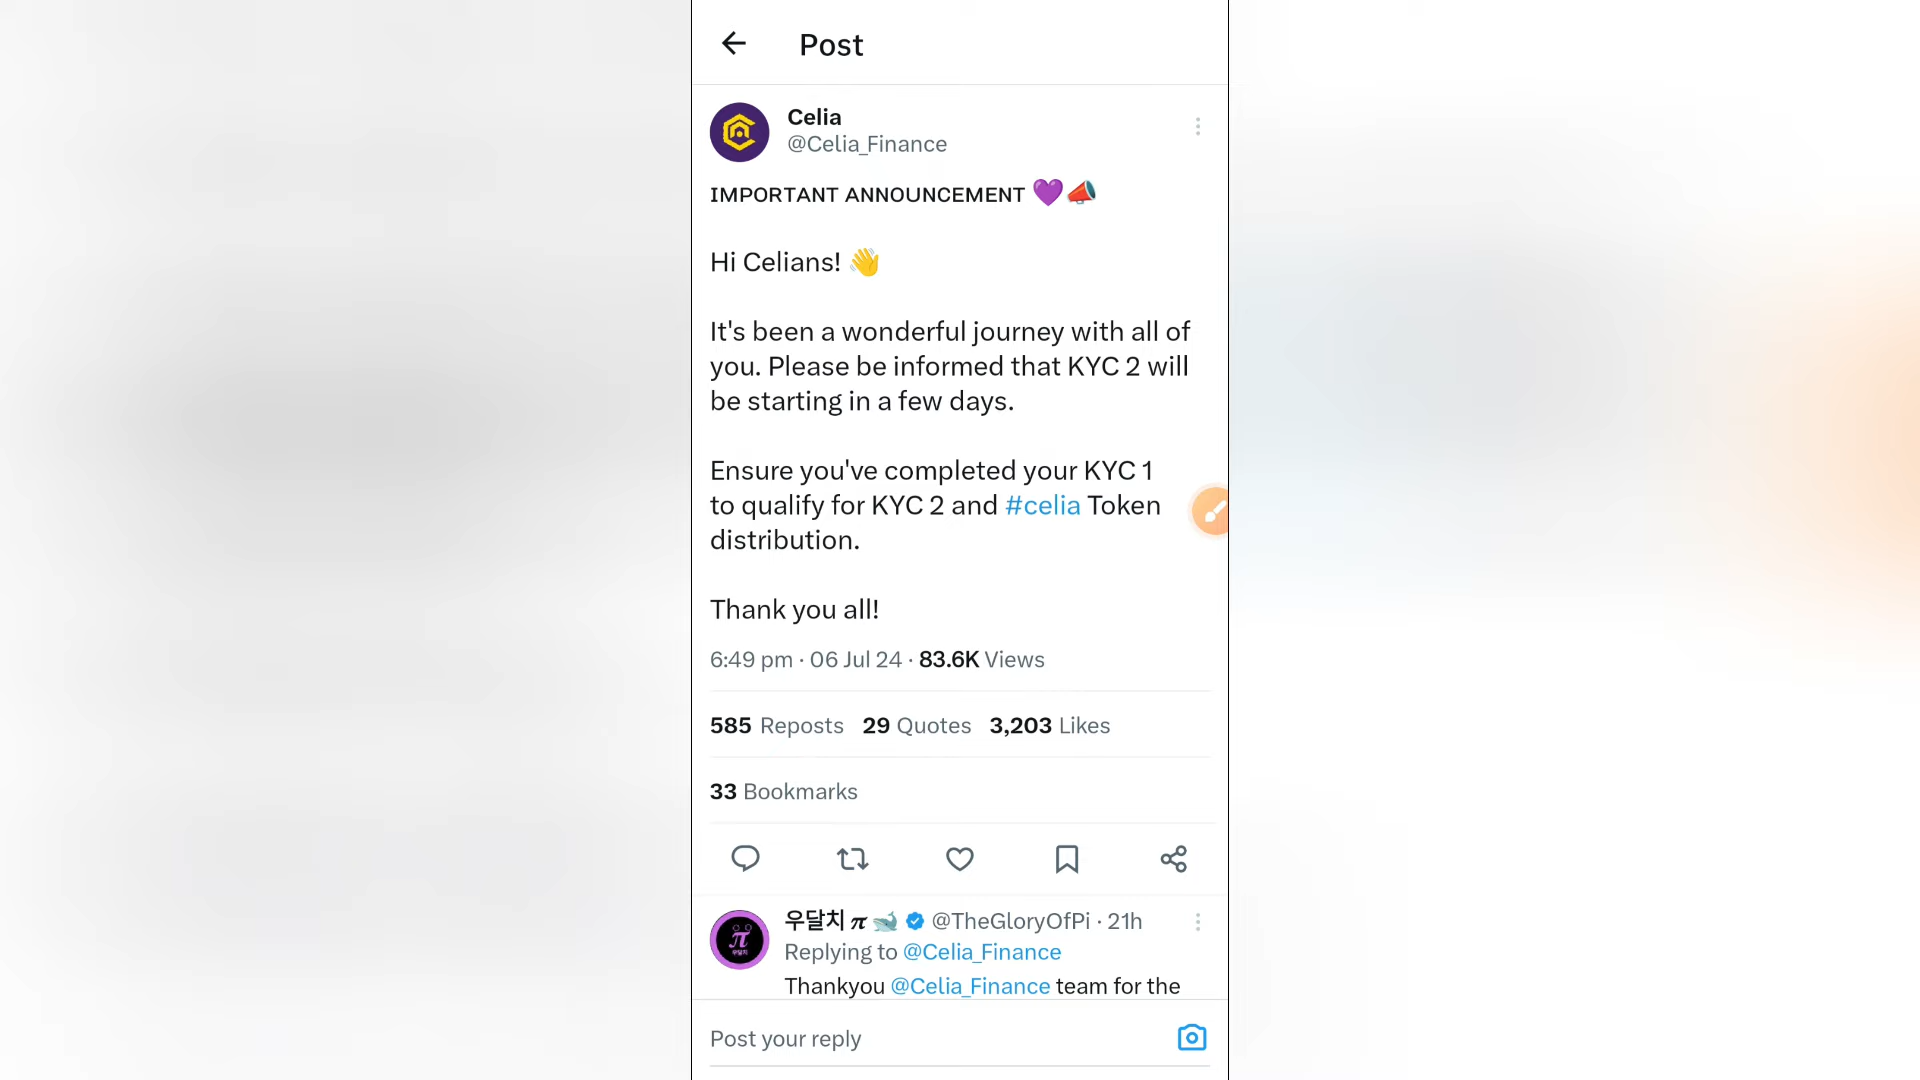 Post
Celia
@Celia_Finance
IMPORTANT ANNOUNCEMENT 💜📣
Hi Celians! 👋
It's been a wonderful journey with all of
you. Please be informed that KYC 2 will
be starting in a few days.
Ensure you've completed your KYC 1
to qualify for KYC 2 and #celia Token
distribution.
Thank you all!
6:49 pm · 06 Jul 24 · 83.6K Views
585 Reposts 29 Quotes 3,203 Likes
33 Bookmarks
우달치 π 🐋 @TheGloryOfPi · 21h
Replying to @Celia_Finance
Thankyou @Celia_Finance team for the
Post your reply